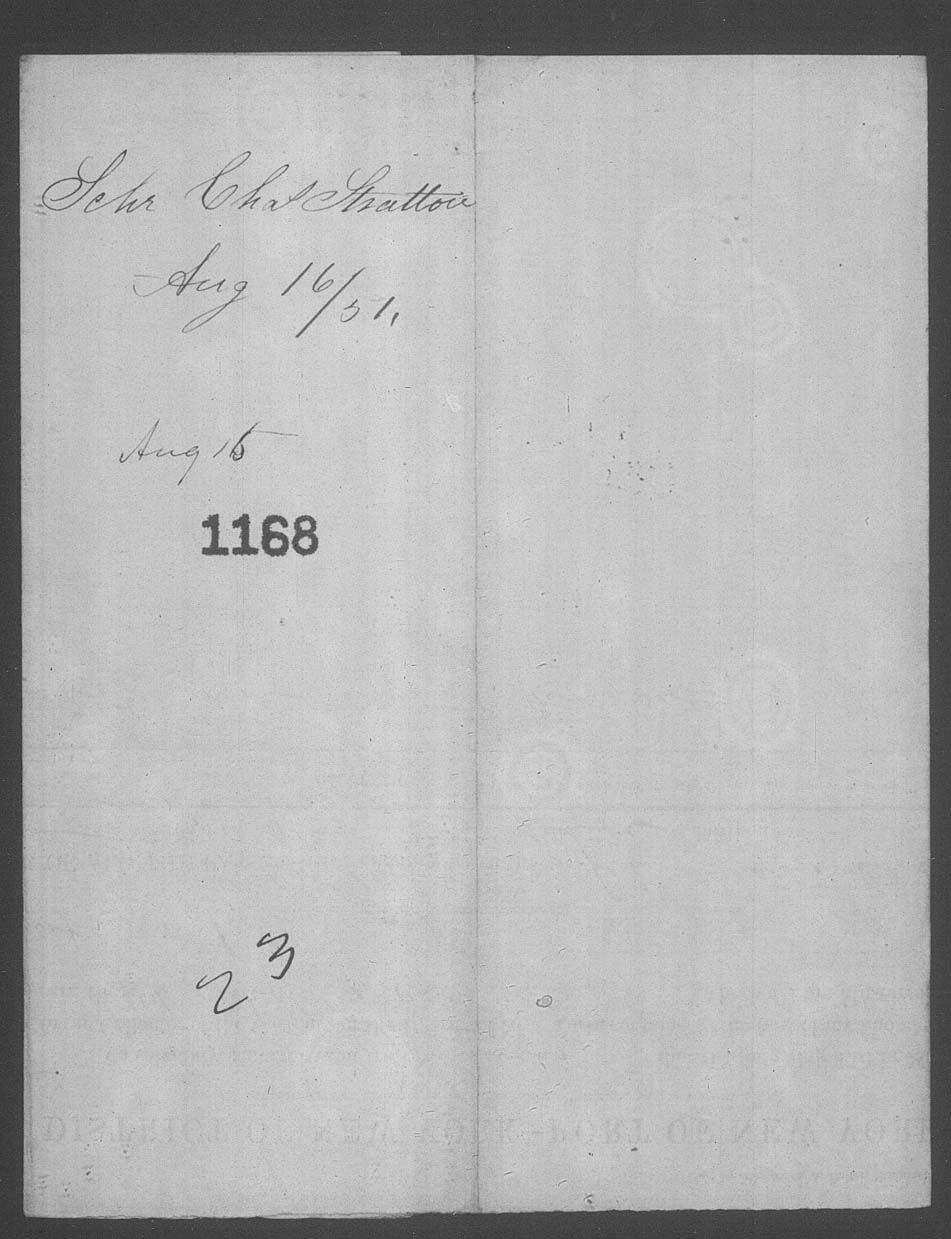 Schr Chas Stratton
Aug 16/51,
Aug 16
1168
23